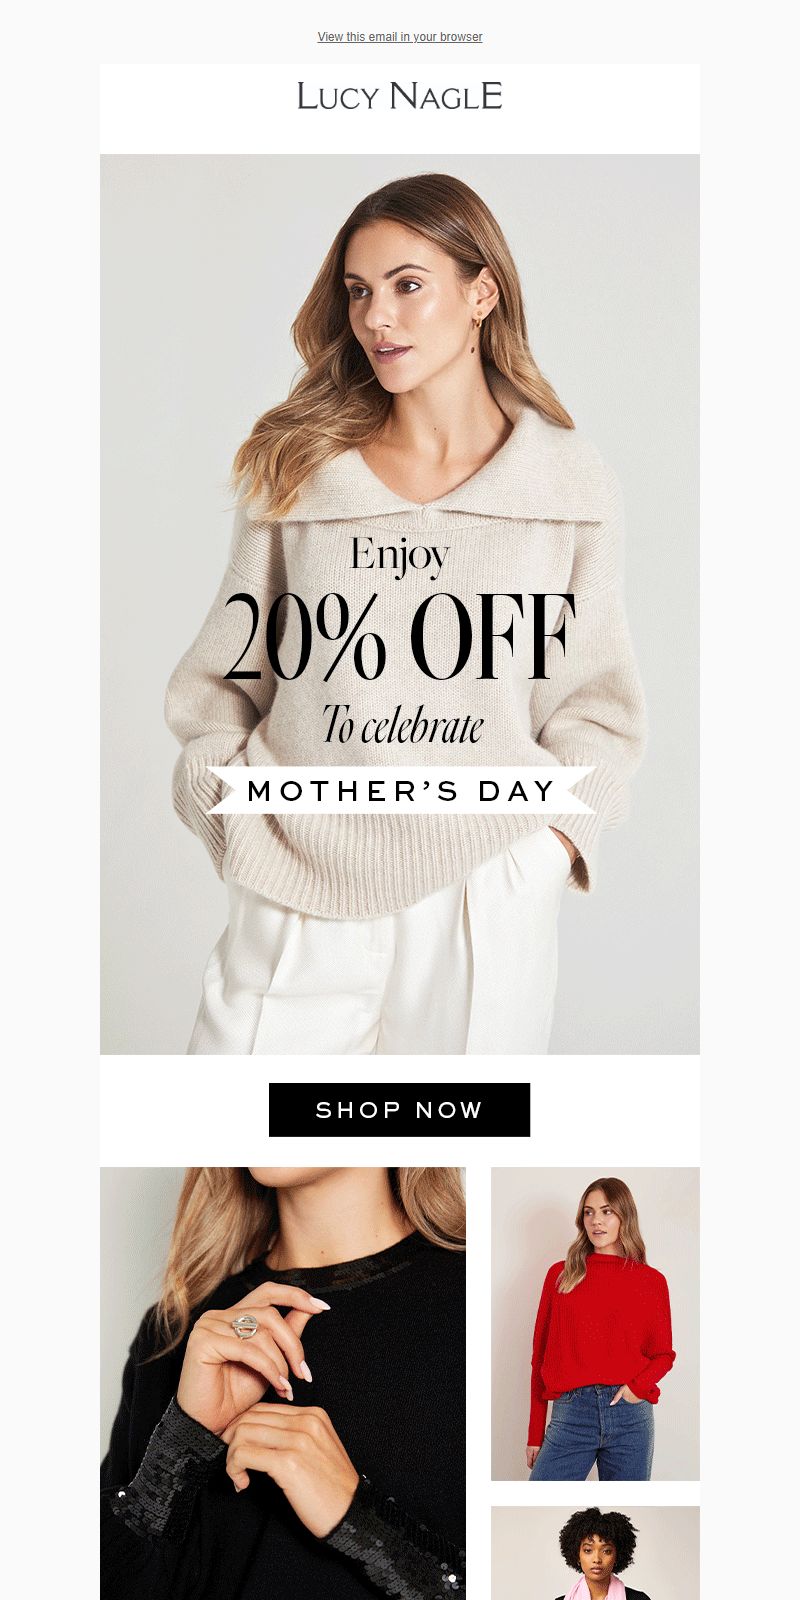 View this email in your browser
Lucy Nagle
Enjoy
20% OFF
To celebrate
MOTHER'S DAY
SHOP NOW